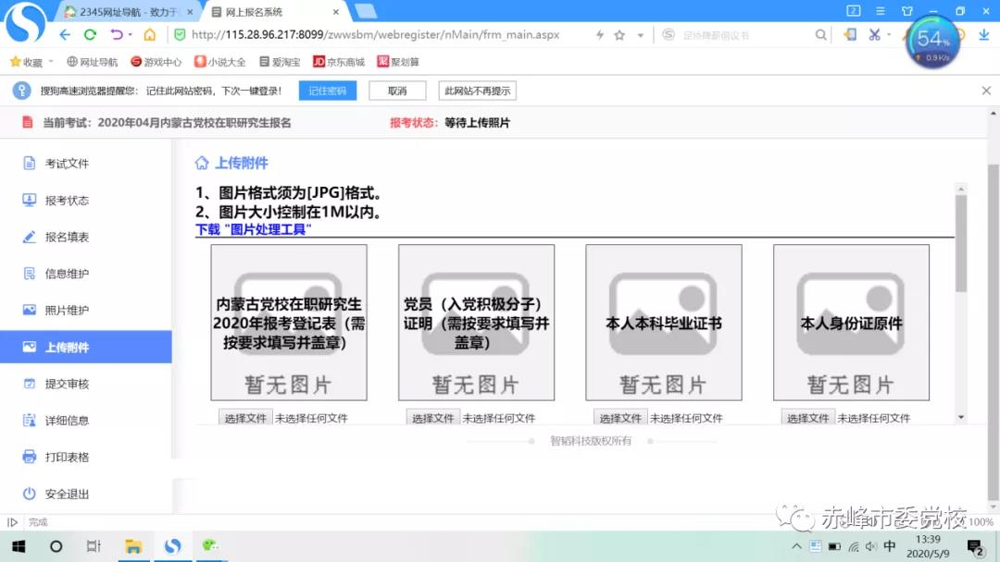 2345网址导航 - 致力于
网上报名系统
2
http://115.28.96.217:8099/zwwsbm/webregister/nMain/frm_main.aspx
足协降薪倡议书
54%
0.9K/s
收藏
网址导航
游戏中心
小说大全
爱淘宝
京东商城
聚划算
搜狗高速浏览器提醒您: 记住此网站密码，下次一键登录!
记住密码
取消
此网站不再提示
当前考试: 2020年04月内蒙古党校在职研究生报名
报考状态: 等待上传照片
考试文件
报考状态
报名填表
信息维护
照片维护
上传附件
提交审核
详细信息
打印表格
安全退出
上传附件
1、图片格式须为[JPG]格式。
2、图片大小控制在1M以内。
下载 "图片处理工具"
内蒙古党校在职研究生
2020年报考登记表（需
按要求填写并盖章）
暂无图片
选择文件 未选择任何文件
党员（入党积极分子）
证明（需按要求填写并
盖章）
暂无图片
选择文件 未选择任何文件
本人本科毕业证书
暂无图片
选择文件 未选择任何文件
本人身份证原件
暂无图片
选择文件 未选择任何文件
智韬科技版权所有
完成
赤峰市委党校
100%
中
13:39
2020/5/9
2